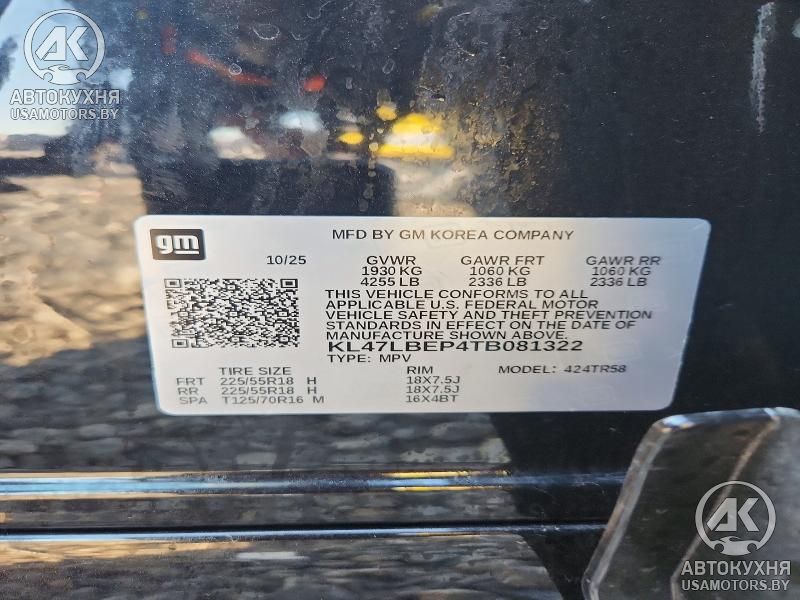 АК
АВТОКУХНЯ
USAMOTORS.BY
gm
MFD BY GM KOREA COMPANY
10/25 GVWR GAWR FRT GAWR RR
1930 KG 1060 KG 1060 KG
4255 LB 2336 LB 2336 LB
THIS VEHICLE CONFORMS TO ALL
APPLICABLE U.S. FEDERAL MOTOR
VEHICLE SAFETY AND THEFT PREVENTION
STANDARDS IN EFFECT ON THE DATE OF
MANUFACTURE SHOWN ABOVE.
KL47LBEP4TB081322
TYPE: MPV
TIRE SIZE RIM MODEL: 424TR58
FRT 225/55R18 H 18X7.5J
RR 225/55R18 H 18X7.5J
SPA T125/70R16 M 16X4BT
АК
АВТОКУХНЯ
USAMOTORS.BY